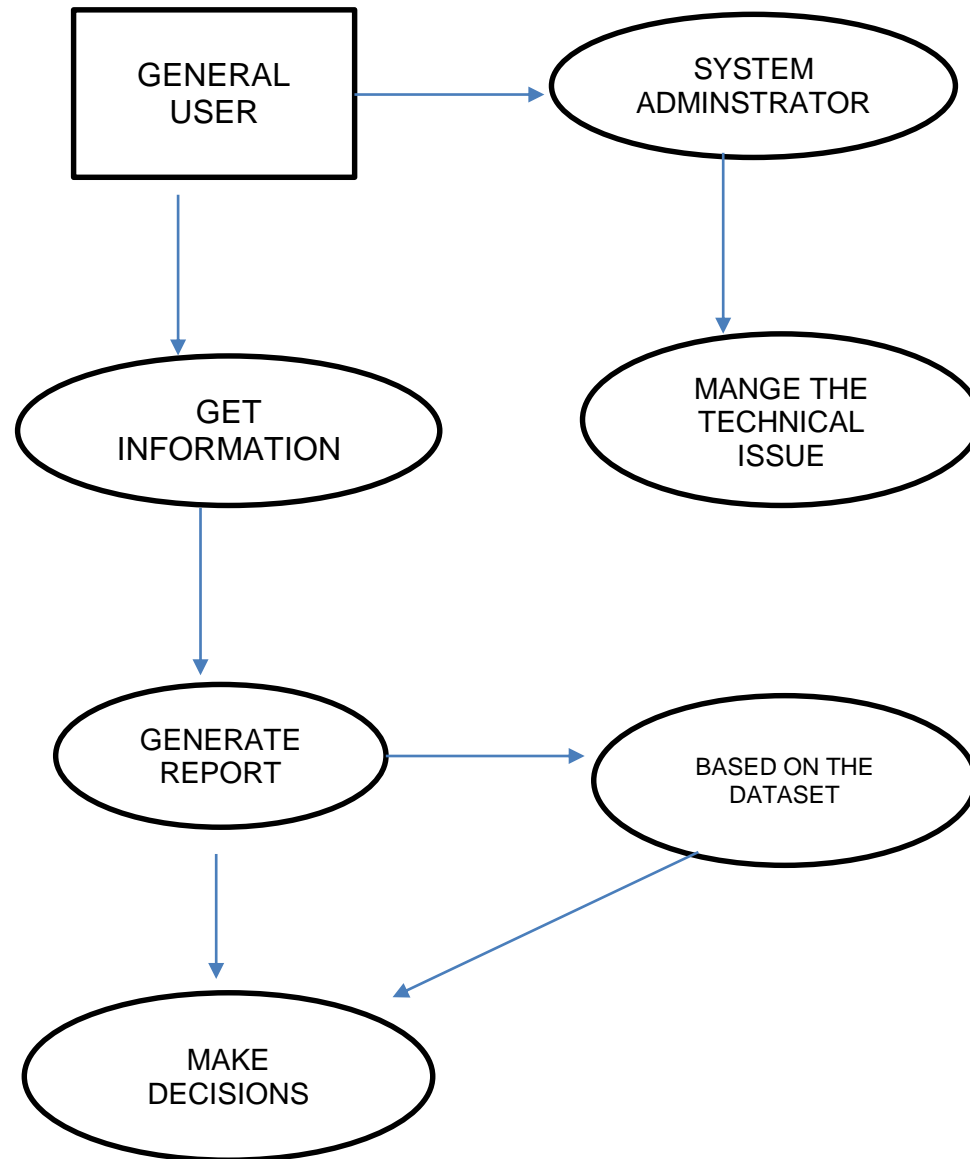 GENERAL
USER
SYSTEM
ADMINSTRATOR
GET
INFORMATION
MANGE THE
TECHNICAL
ISSUE
GENERATE
REPORT
BASED ON THE
DATASET
MAKE
DECISIONS